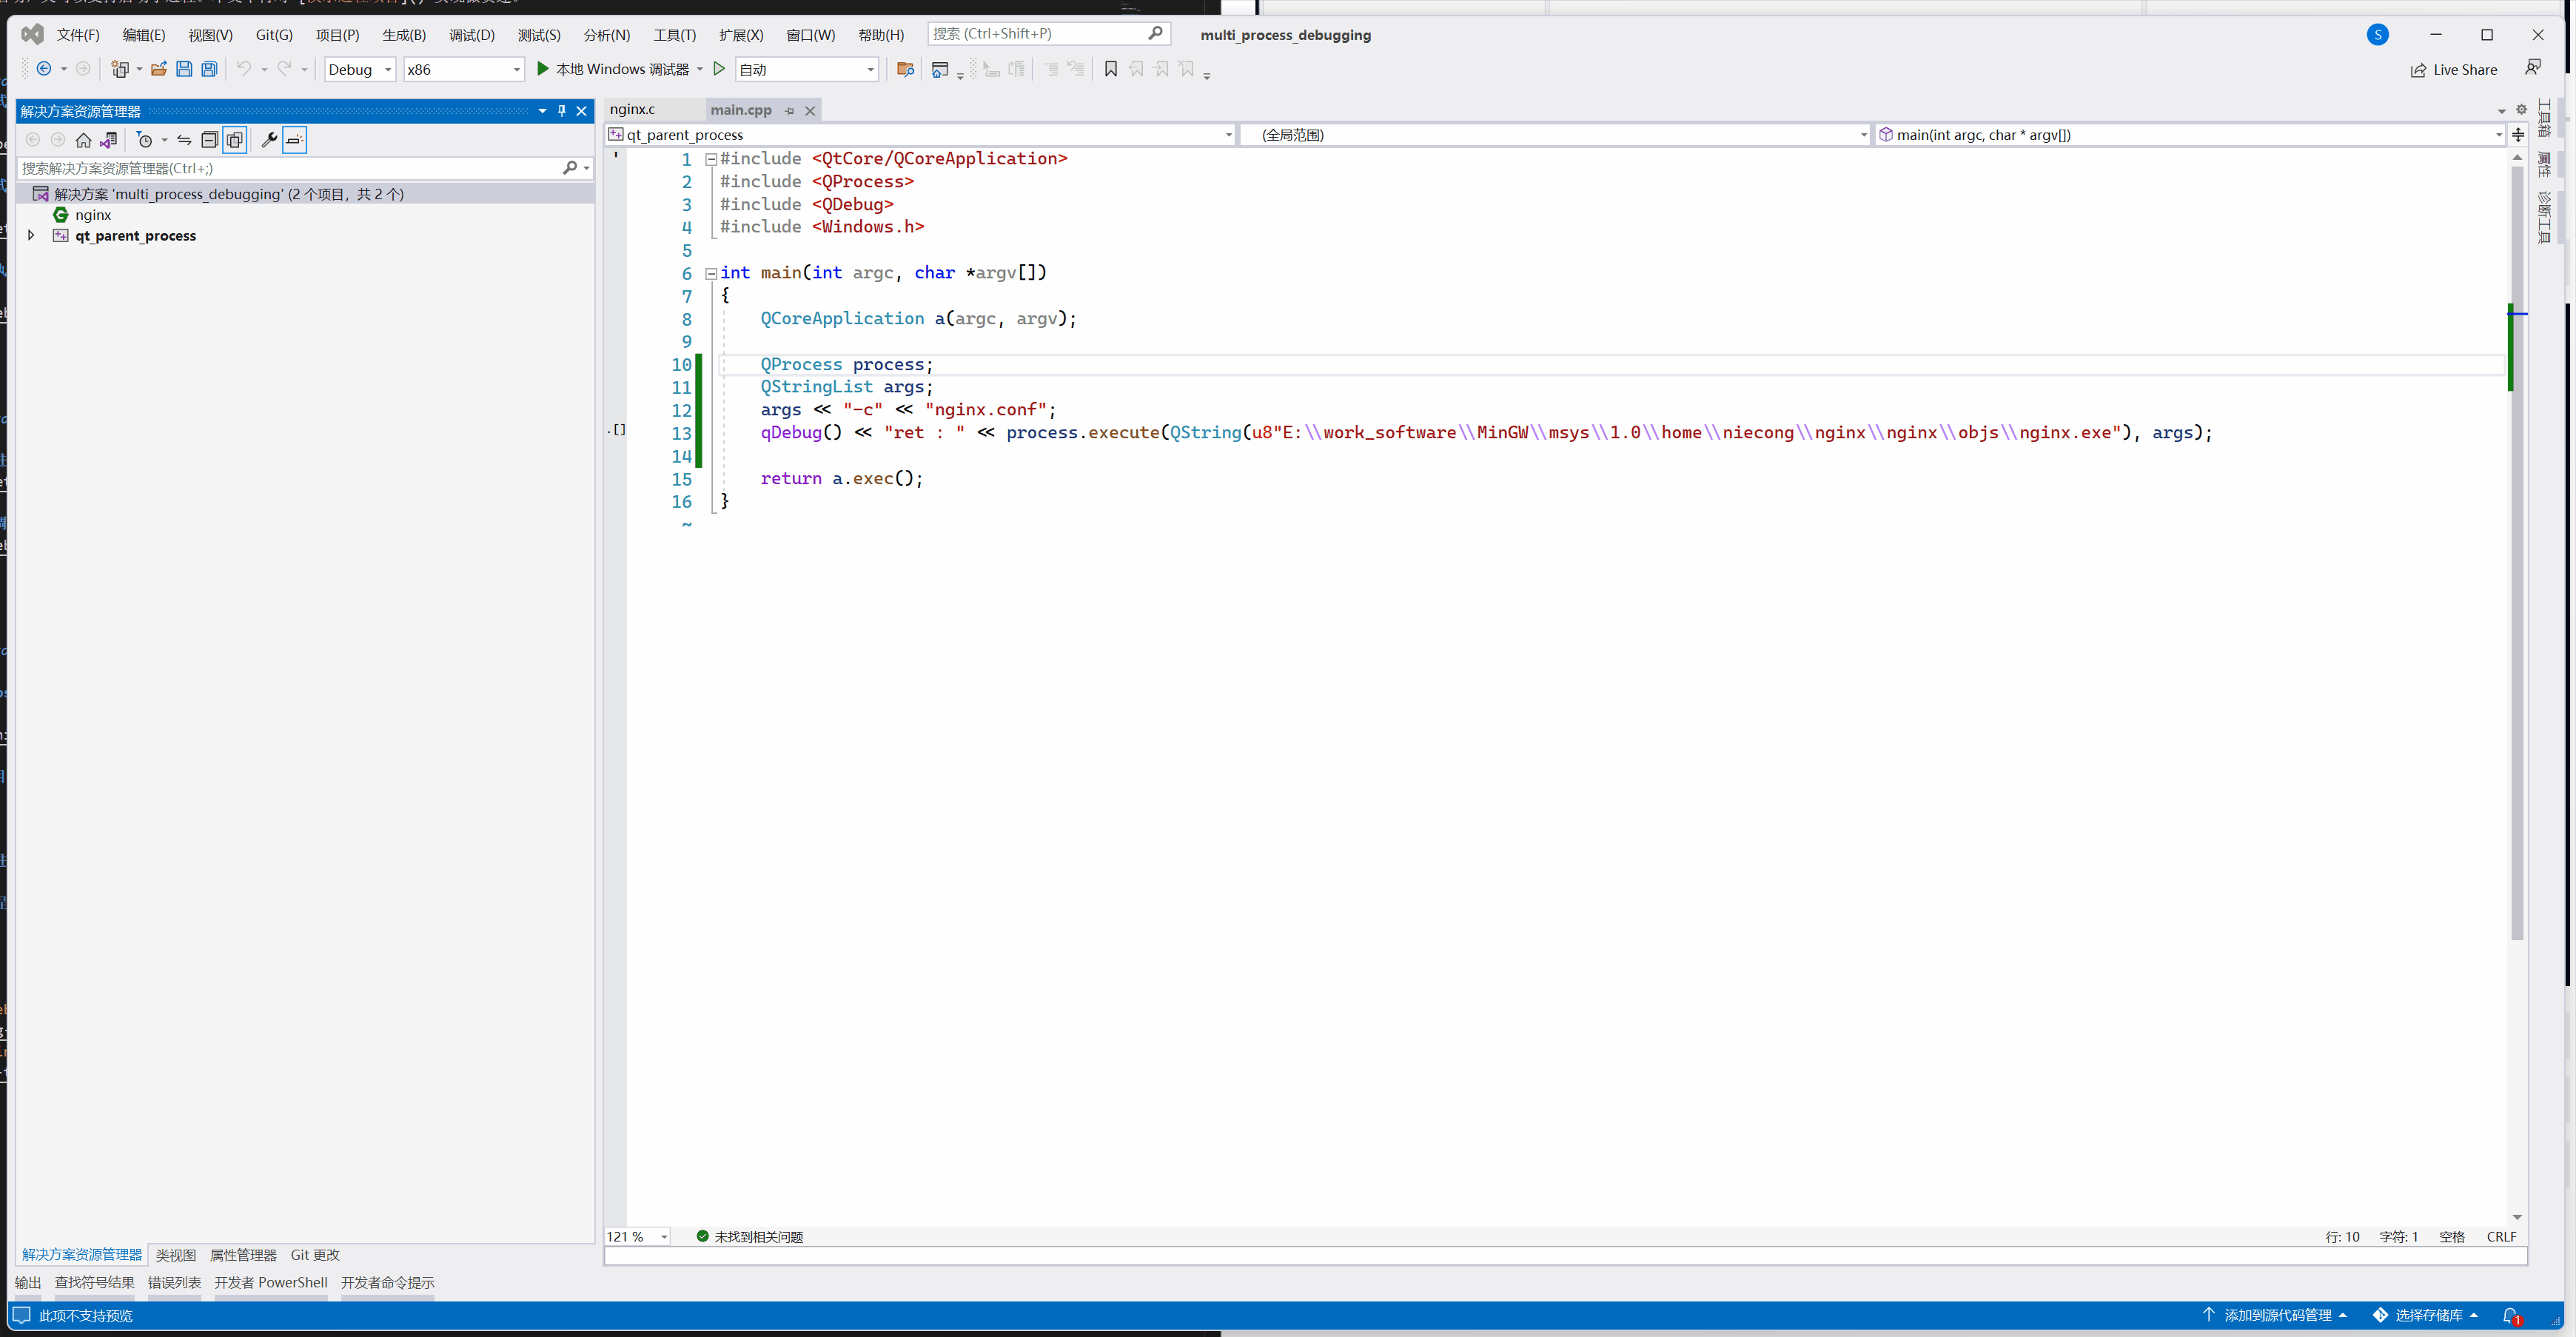 文件(F) 编辑(E) 视图(V) Git(G) 项目(P) 生成(B) 调试(D) 测试(S) 分析(N) 工具(T) 扩展(X) 窗口(W) 帮助(H) 搜索 (Ctrl+Shift+P) multi_process_debugging S
Debug x86 本地 Windows 调试器 自动 Live Share
解决方案资源管理器
搜索解决方案资源管理器(Ctrl+;)
解决方案 'multi_process_debugging' (2 个项目，共 2 个)
nginx
qt_parent_process
nginx.c main.cpp
qt_parent_process (全局范围) main(int argc, char * argv[])
1 #include <QtCore/QCoreApplication>
2 #include <QProcess>
3 #include <QDebug>
4 #include <Windows.h>
5
6 int main(int argc, char *argv[])
7 {
8 QCoreApplication a(argc, argv);
9
10 QProcess process;
11 QStringList args;
12 args << "-c" << "nginx.conf";
13 qDebug() << "ret : " << process.execute(QString(u8"E:\\work_software\\MinGW\\msys\\1.0\\home\\niecong\\nginx\\nginx\\objs\\nginx.exe"), args);
14
15 return a.exec();
16 }
~
' 
.[]
工具箱
属性
诊断工具
121 % 未找到相关问题 行: 10 字符: 1 空格 CRLF
解决方案资源管理器 类视图 属性管理器 Git 更改
输出 查找符号结果 错误列表 开发者 PowerShell 开发者命令提示
此项不支持预览 添加到源代码管理 选择存储库 1